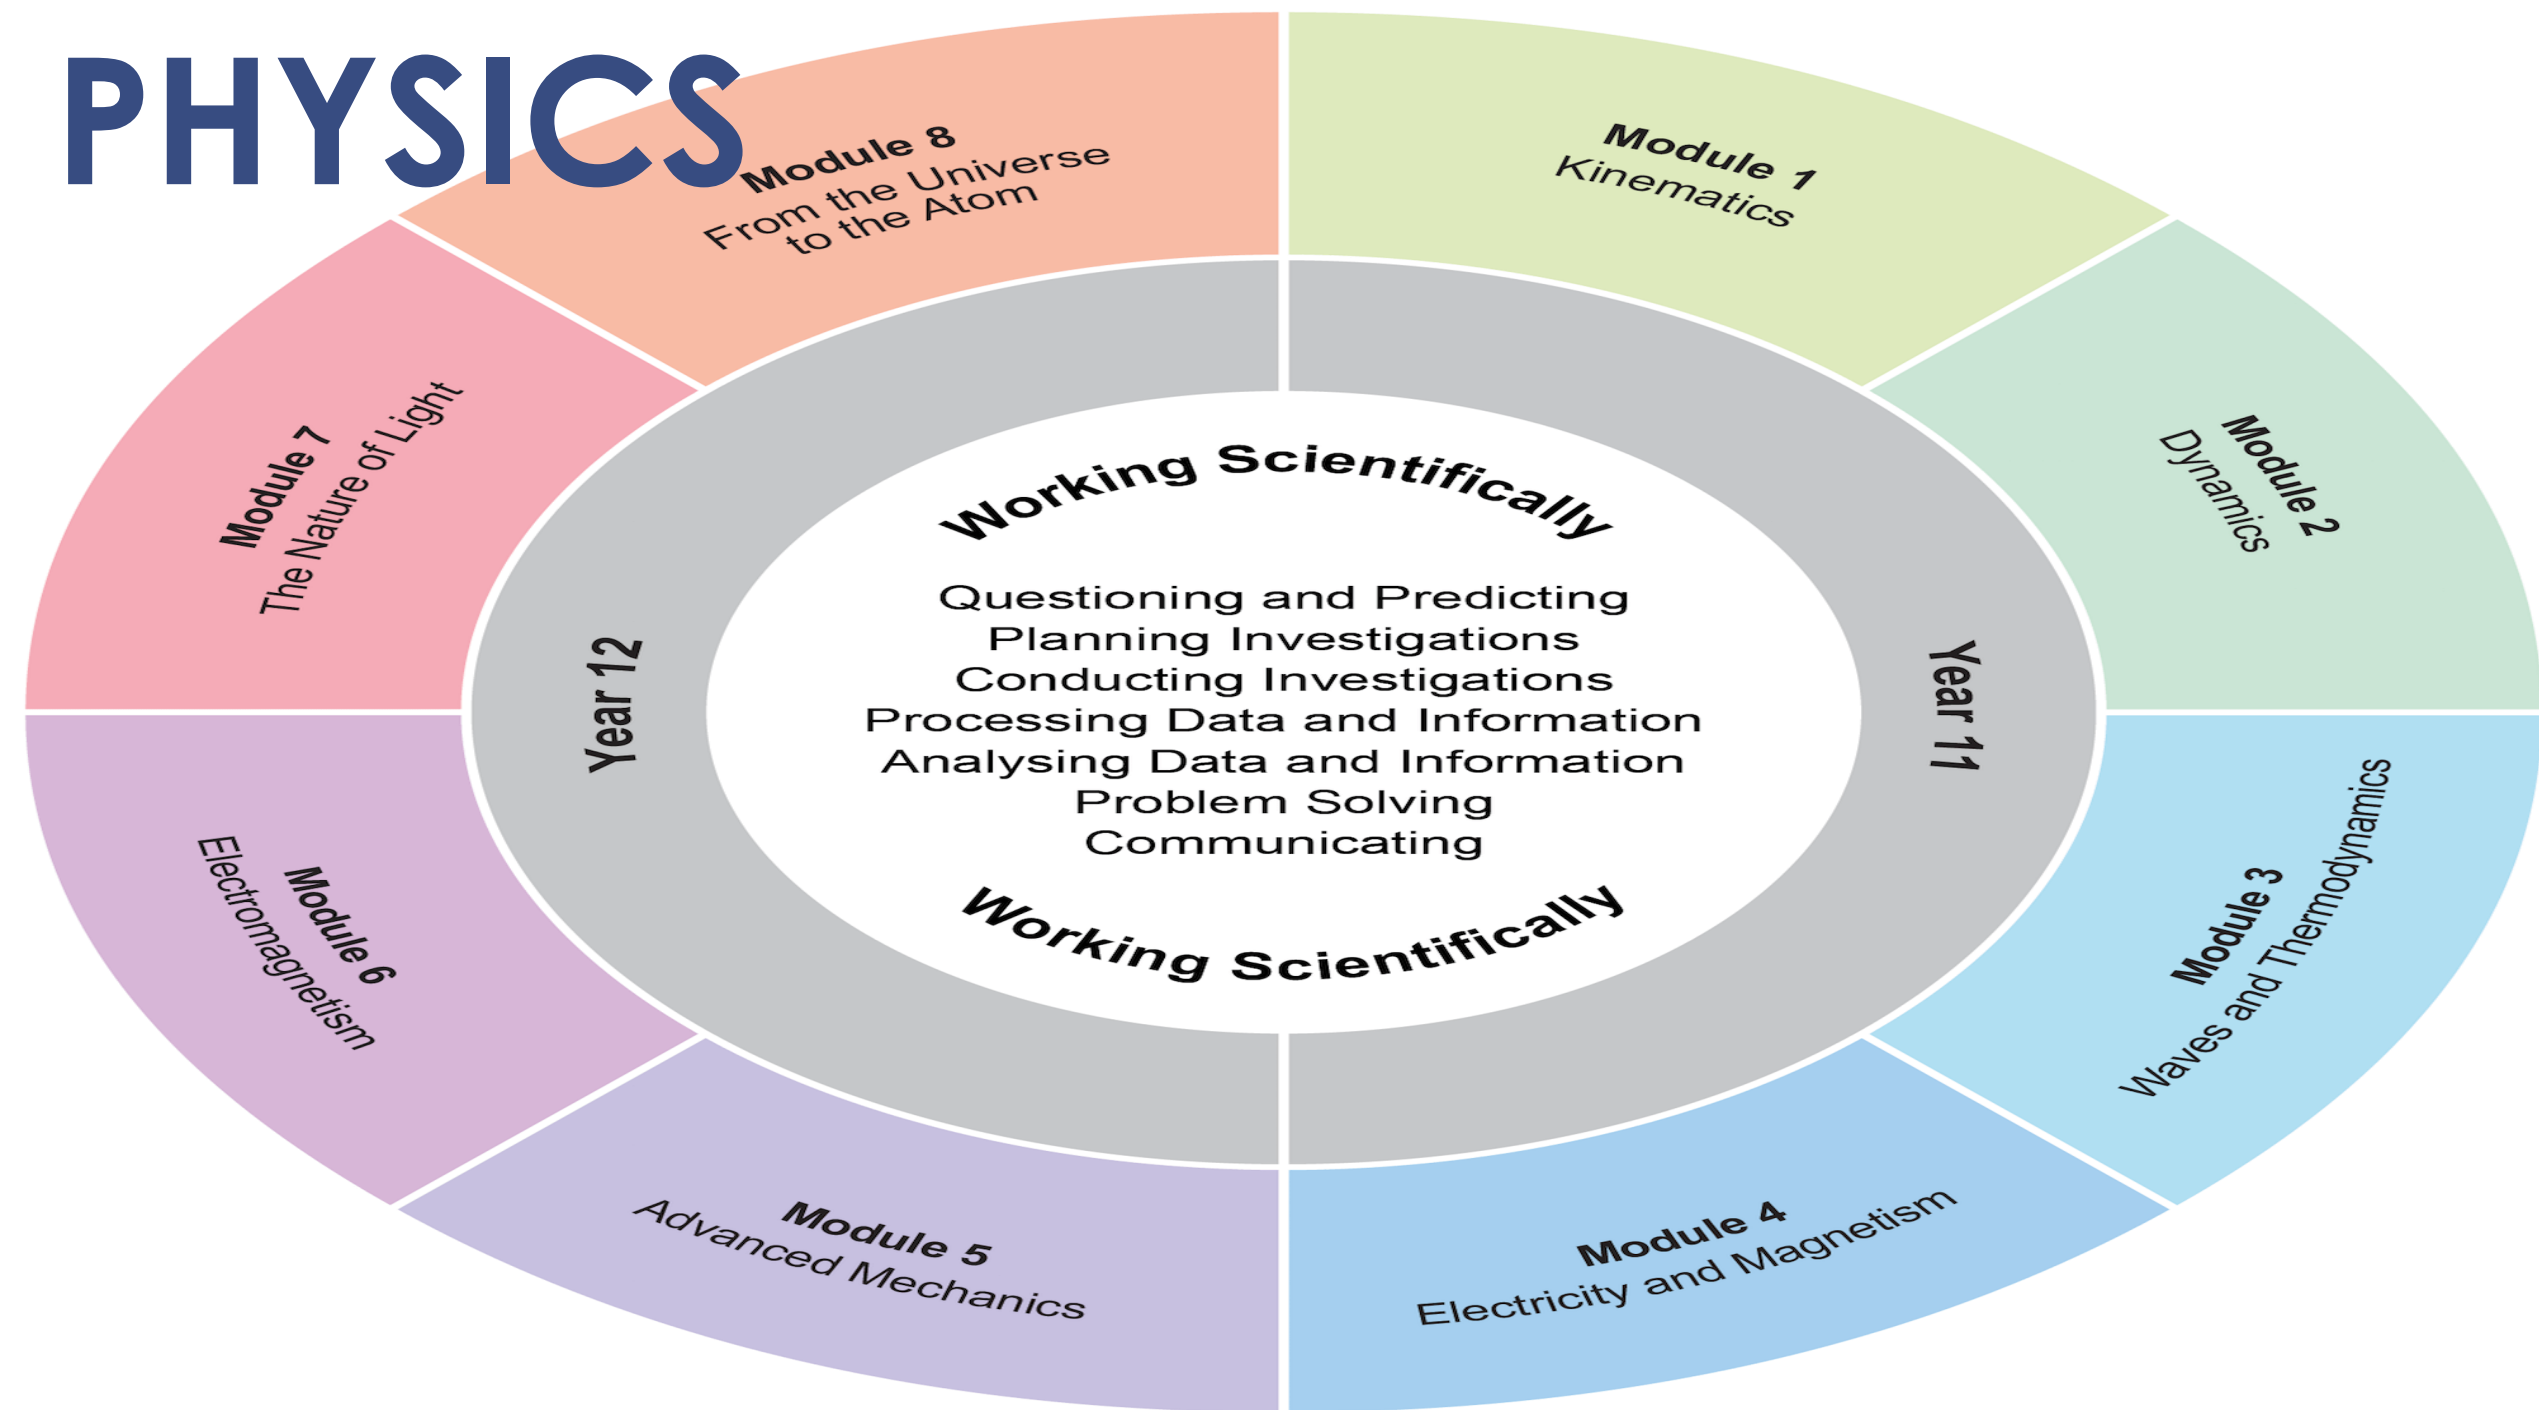 PHYSICS
Module 8
From the Universe
to the Atom
Module 1
Kinematics
Module 2
Dynamics
Module 3
Waves and Thermodynamics
Module 4
Electricity and Magnetism
Module 5
Advanced Mechanics
Module 6
Electromagnetism
Module 7
The Nature of Light
Year 12
Year 11
Working Scientifically
Questioning and Predicting
Planning Investigations
Conducting Investigations
Processing Data and Information
Analysing Data and Information
Problem Solving
Communicating
Working Scientifically